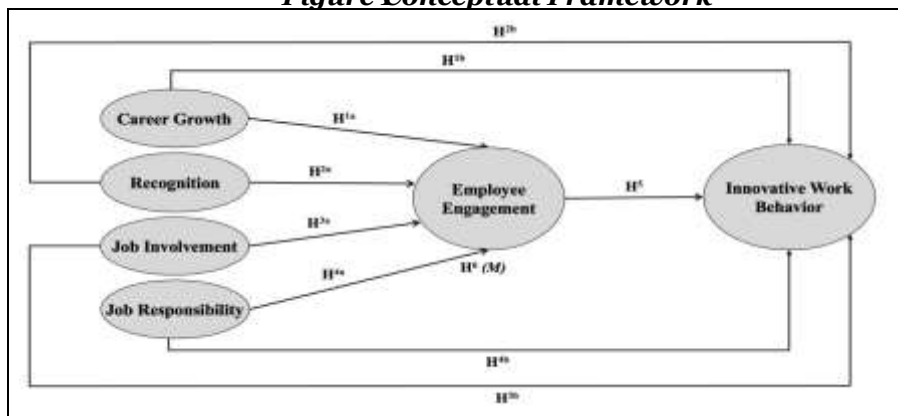 Figure Conceptual Framework
H2b
H1b
Career Growth
H1a
Recognition
H2a
Employee
Engagement
H5
Innovative Work
Behavior
Job Involvement
H3a
H6 (M)
Job Responsibility
H4a
H4b
H3b